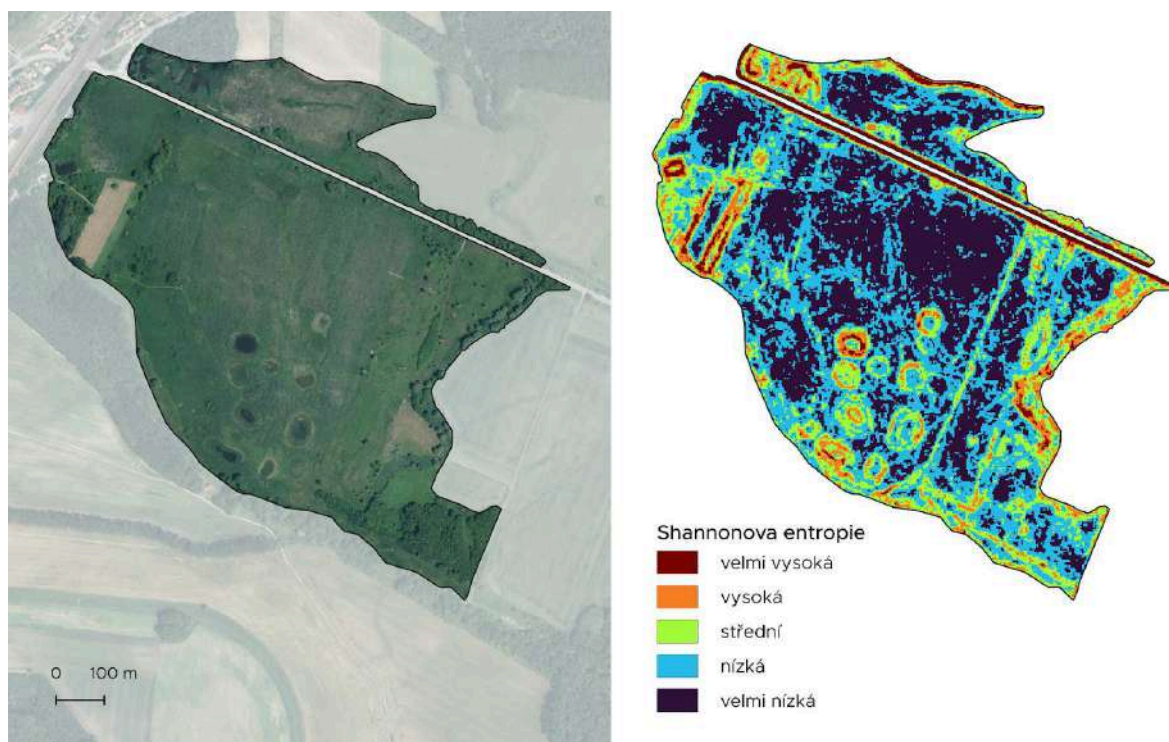 0 100 m
Shannonova entropie
velmi vysoká
vysoká
střední
nízká
velmi nízká